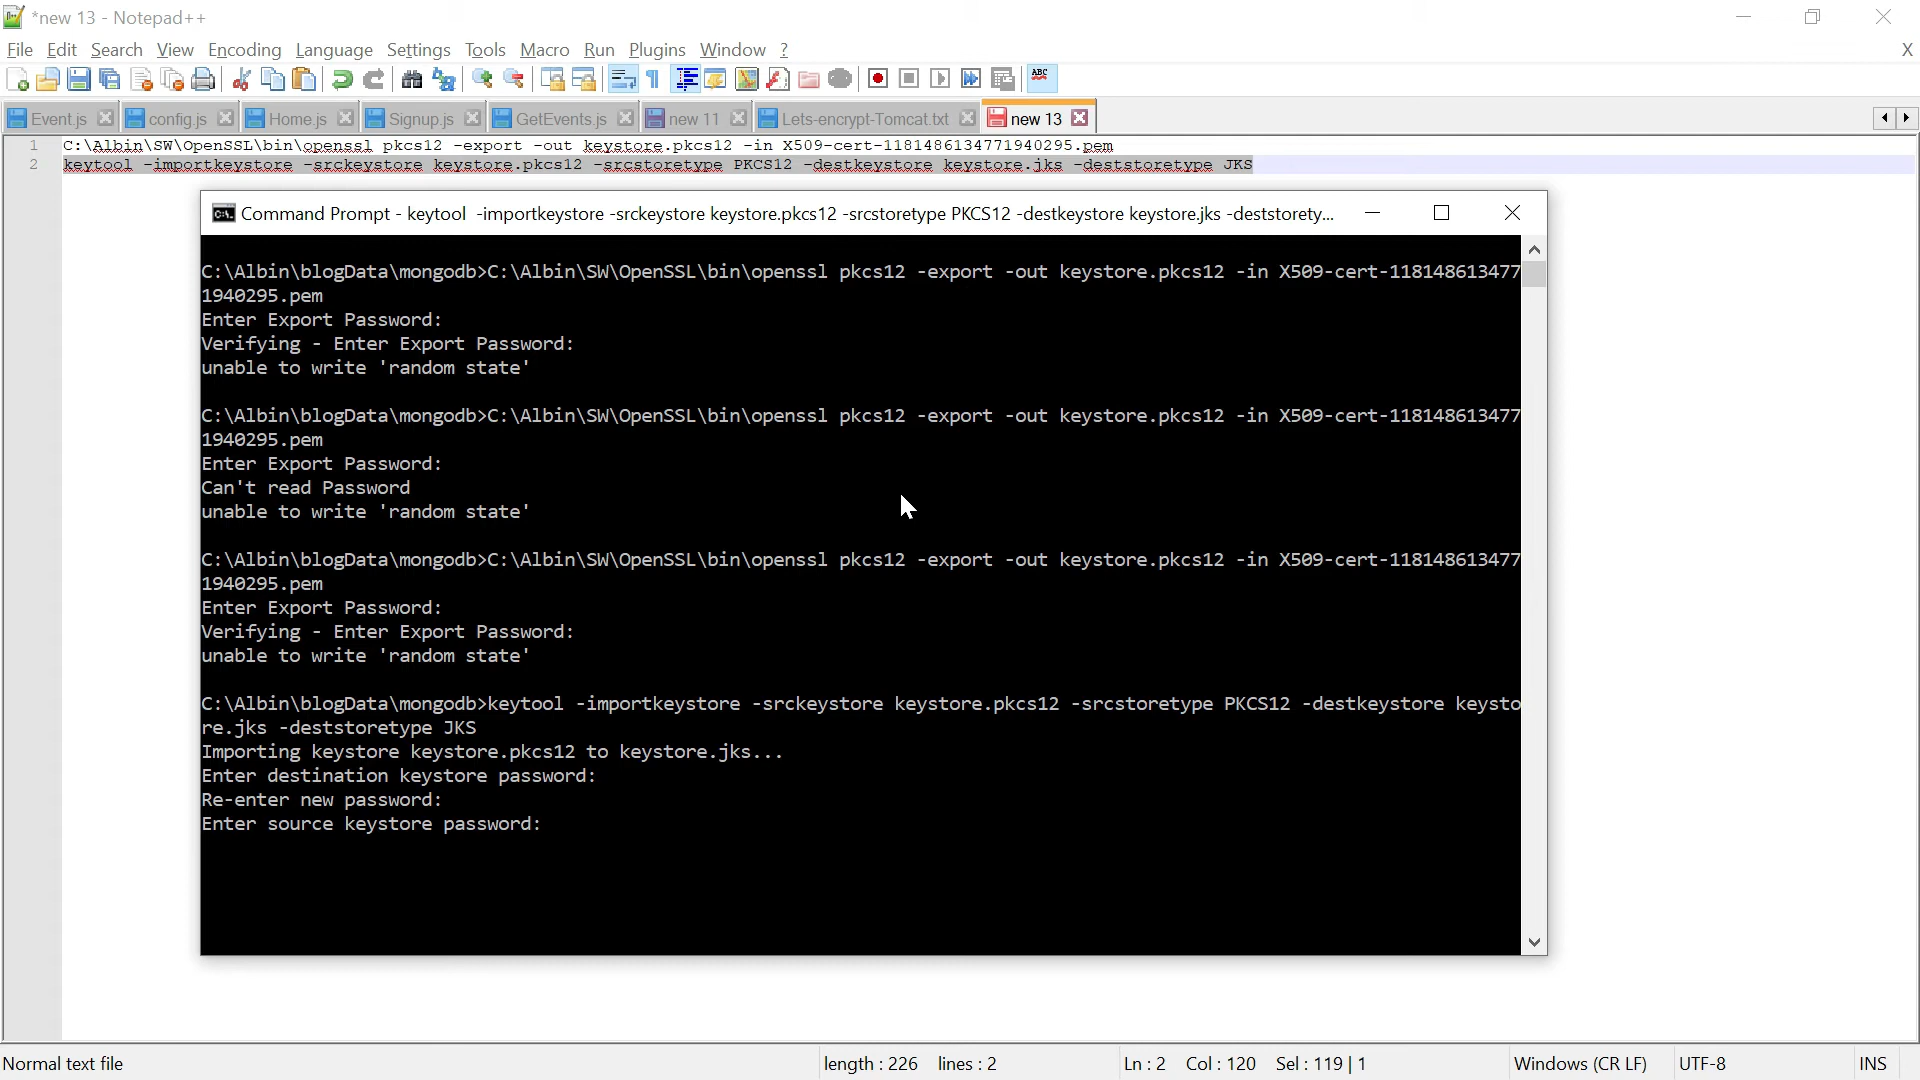 *new 13 - Notepad++
File Edit Search View Encoding Language Settings Tools Macro Run Plugins Window ? X
ABC
Event.js config.js Home.js Signup.js GetEvents.js new 11 Lets-encrypt-Tomcat.txt new 13
1 C:\Albin\SW\OpenSSL\bin\openssl pkcs12 -export -out keystore.pkcs12 -in X509-cert-1181486134771940295.pem
2 keytool -importkeystore -srckeystore keystore.pkcs12 -srcstoretype PKCS12 -destkeystore keystore.jks -deststoretype JKS
Command Prompt - keytool -importkeystore -srckeystore keystore.pkcs12 -srcstoretype PKCS12 -destkeystore keystore.jks -deststorety...
C:\Albin\blogData\mongodb>C:\Albin\SW\OpenSSL\bin\openssl pkcs12 -export -out keystore.pkcs12 -in X509-cert-118148613477
1940295.pem
Enter Export Password:
Verifying - Enter Export Password:
unable to write 'random state'
C:\Albin\blogData\mongodb>C:\Albin\SW\OpenSSL\bin\openssl pkcs12 -export -out keystore.pkcs12 -in X509-cert-118148613477
1940295.pem
Enter Export Password:
Can't read Password
unable to write 'random state'
C:\Albin\blogData\mongodb>C:\Albin\SW\OpenSSL\bin\openssl pkcs12 -export -out keystore.pkcs12 -in X509-cert-118148613477
1940295.pem
Enter Export Password:
Verifying - Enter Export Password:
unable to write 'random state'
C:\Albin\blogData\mongodb>keytool -importkeystore -srckeystore keystore.pkcs12 -srcstoretype PKCS12 -destkeystore keysto
re.jks -deststoretype JKS
Importing keystore keystore.pkcs12 to keystore.jks...
Enter destination keystore password:
Re-enter new password:
Enter source keystore password:
Normal text file length : 226 lines : 2 Ln : 2 Col : 120 Sel : 119 | 1 Windows (CR LF) UTF-8 INS